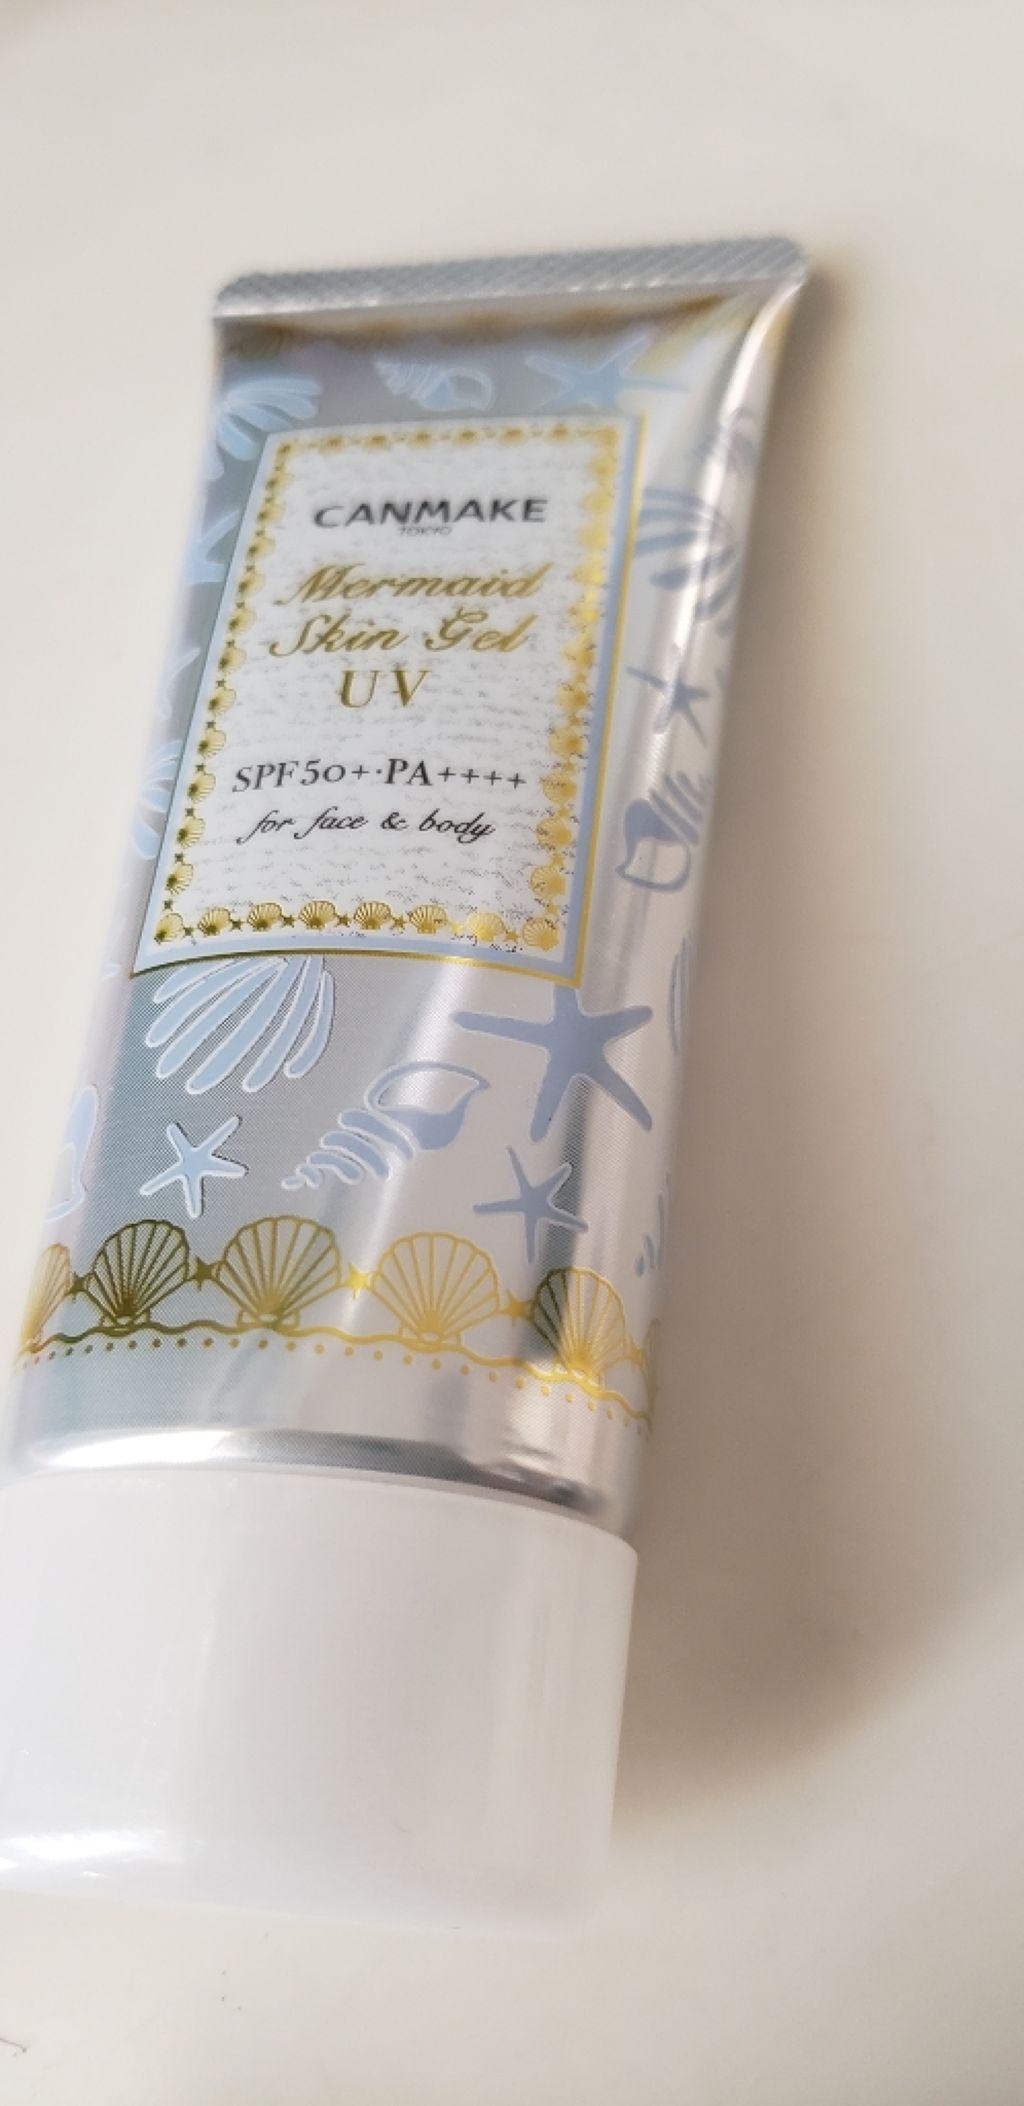 CANMAKE
TOKYO
Mermaid
Skin Gel
UV
SPF50+·PA++++
for face & body